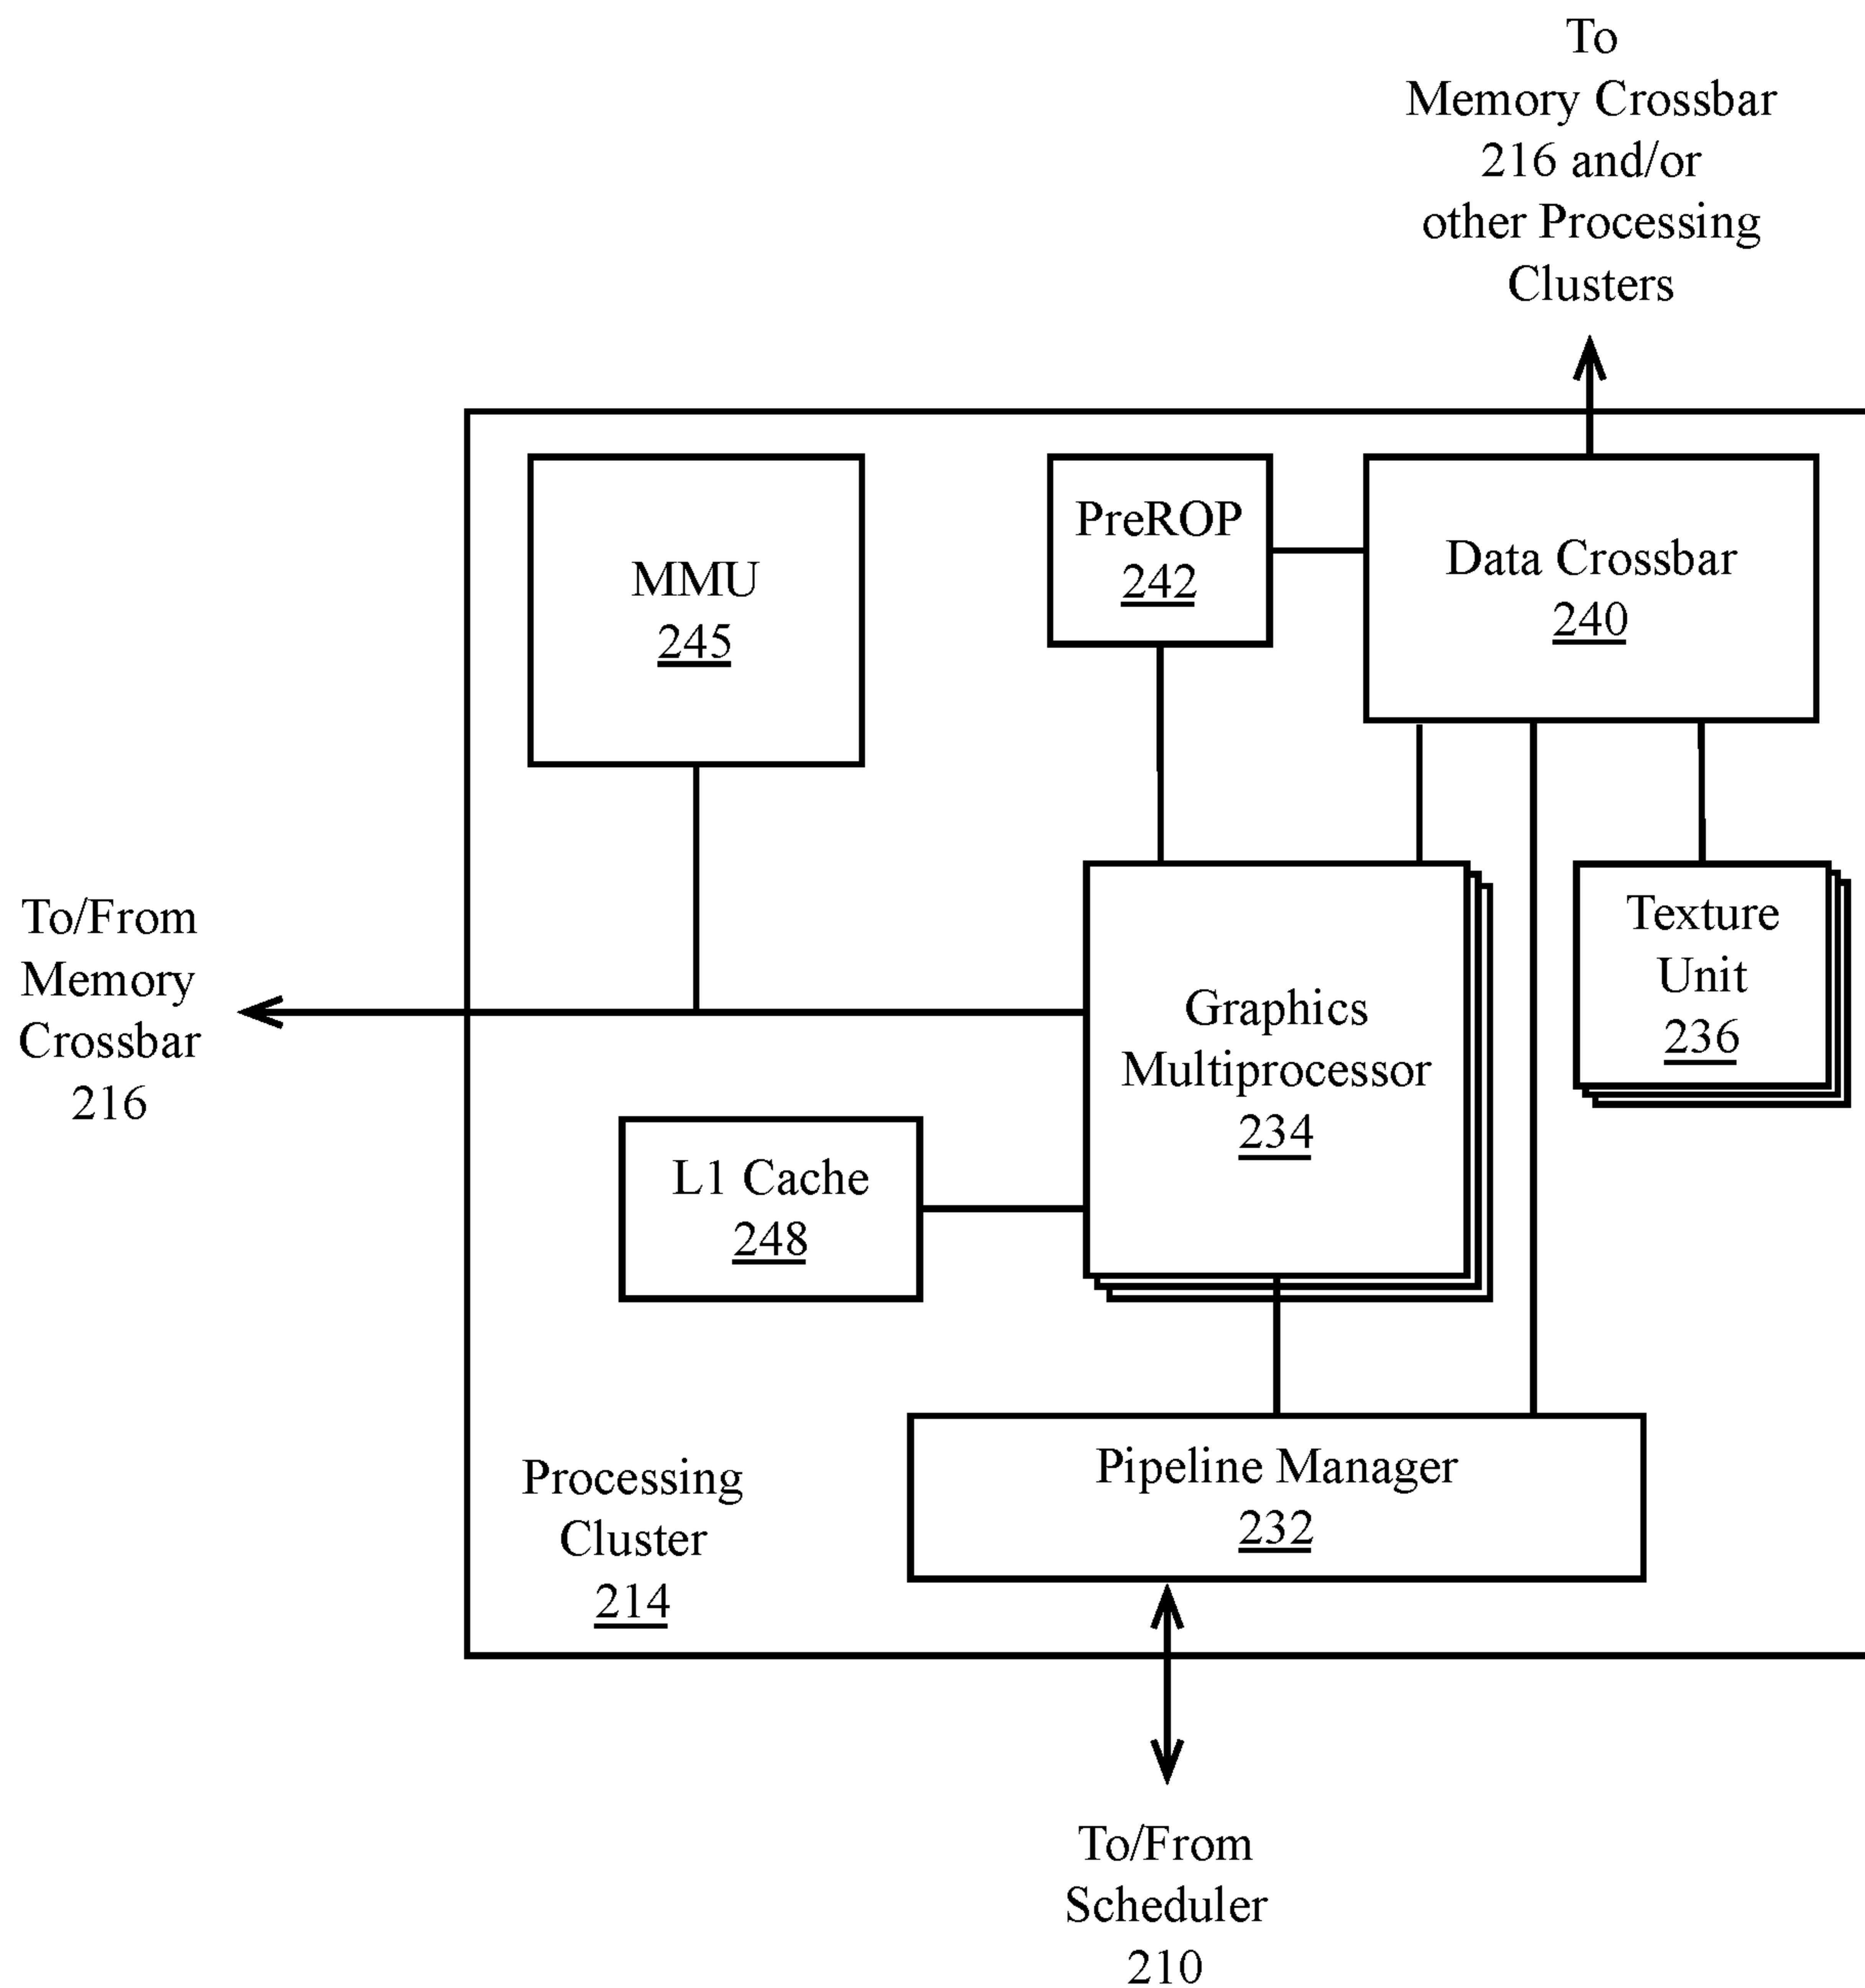 To
Memory Crossbar
216 and/or
other Processing
Clusters
MMU
245
PreROP
242
Data Crossbar
240
To/From
Memory
Crossbar
216
Graphics
Multiprocessor
234
Texture
Unit
236
L1 Cache
248
Processing
Cluster
214
Pipeline Manager
232
To/From
Scheduler
210